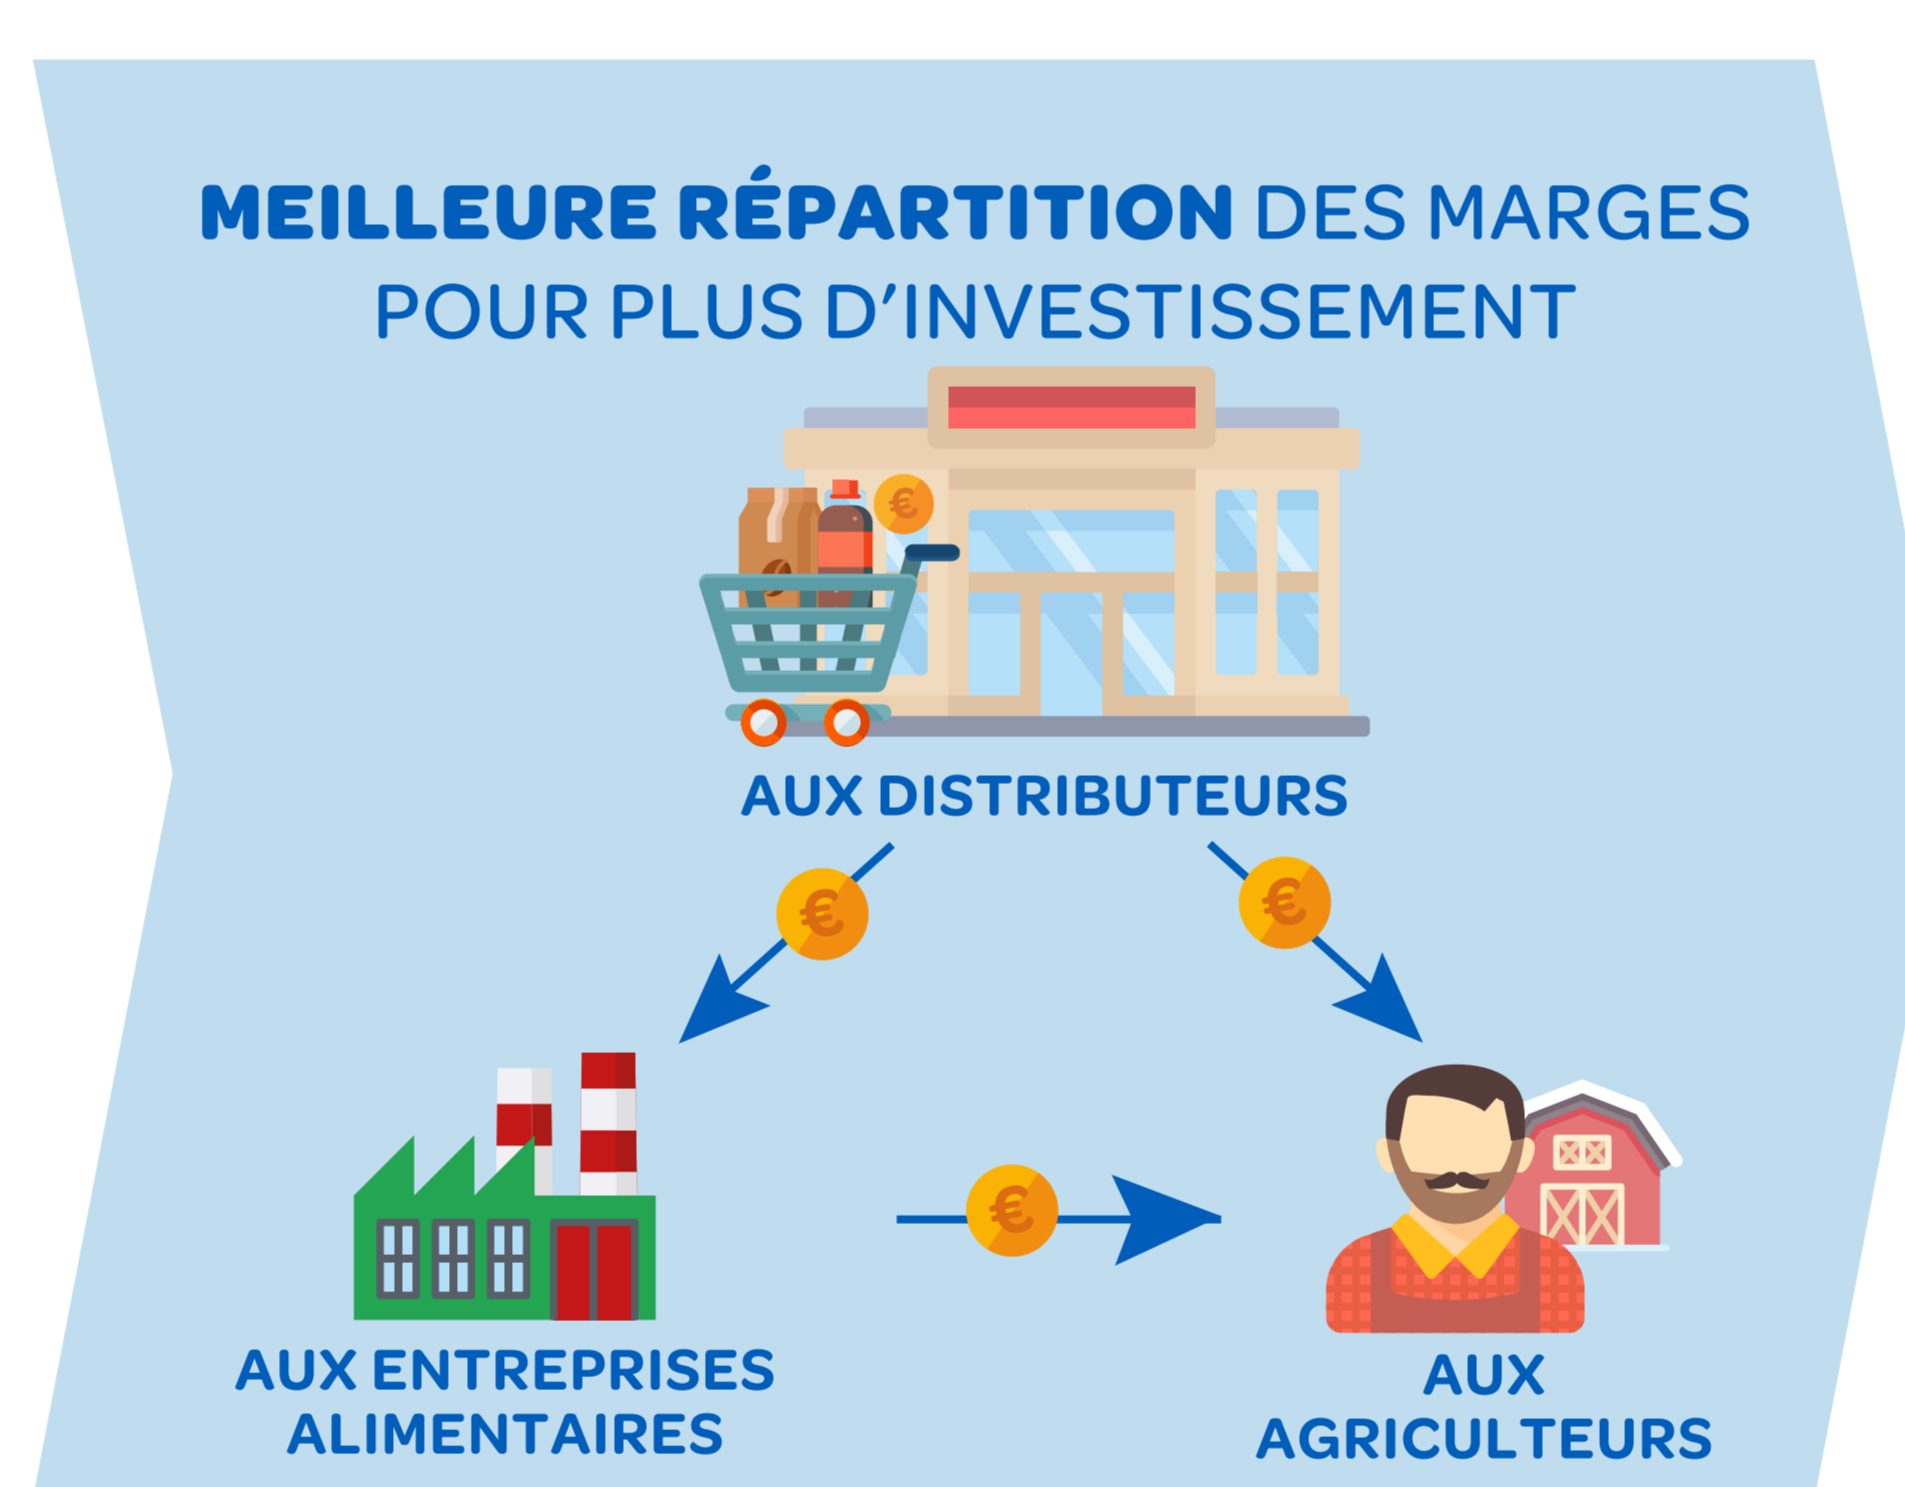 MEILLEURE RÉPARTITION DES MARGES
POUR PLUS D'INVESTISSEMENT
€
AUX DISTRIBUTEURS
€
€
€
AUX ENTREPRISES
ALIMENTAIRES
AUX
AGRICULTEURS